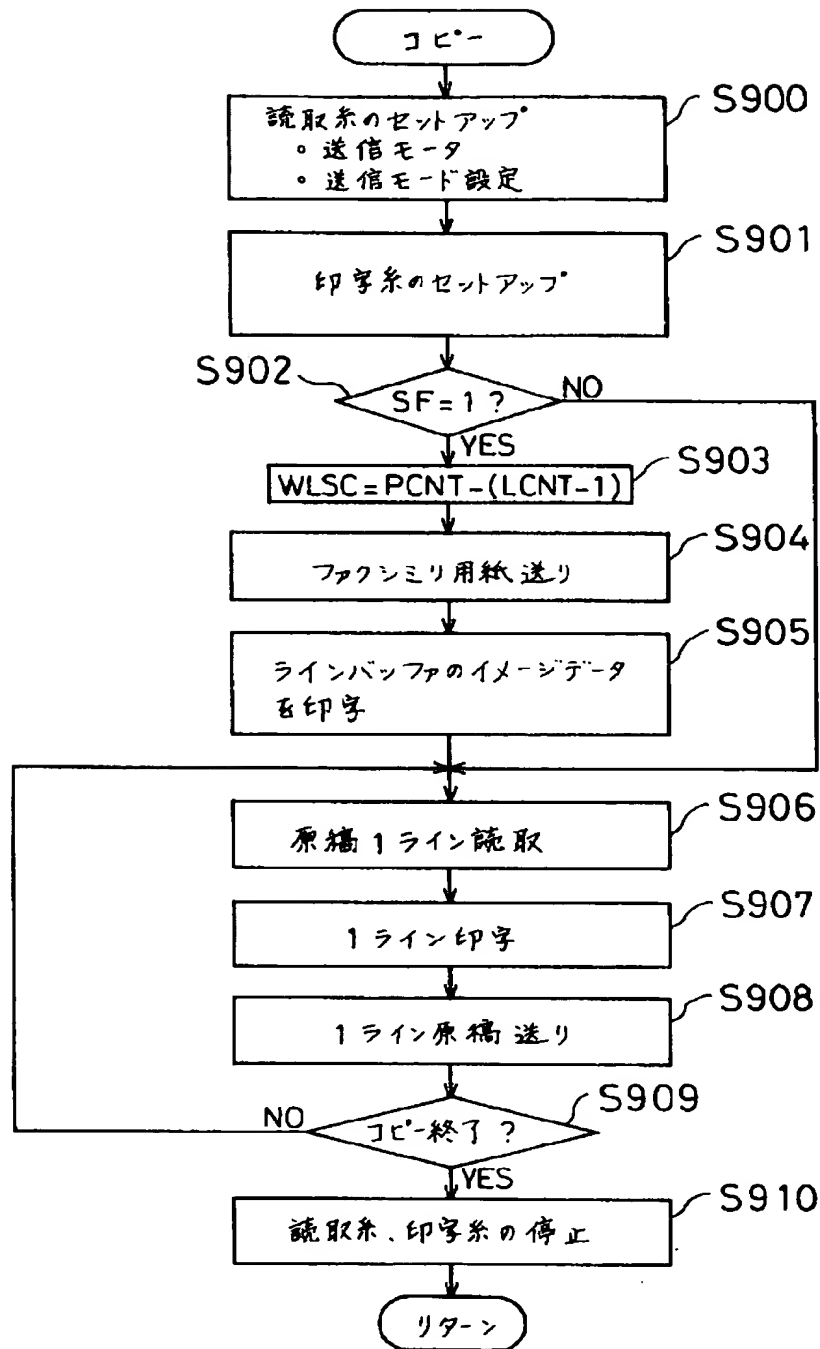 コピー
S900
読取系のセットアップ
。送信モータ
。送信モード設定
S901
印字系のセットアップ
S902
SF=1?
NO
YES
S903
WLSC=PCNT-(LCNT-1)
S904
ファクシミリ用紙送り
S905
ラインバッファのイメージデータ
を印字
S906
原稿1ライン読取
S907
1ライン印字
S908
1ライン原稿送り
S909
NO
コピー終了?
YES
S910
読取系、印字系の停止
リターン